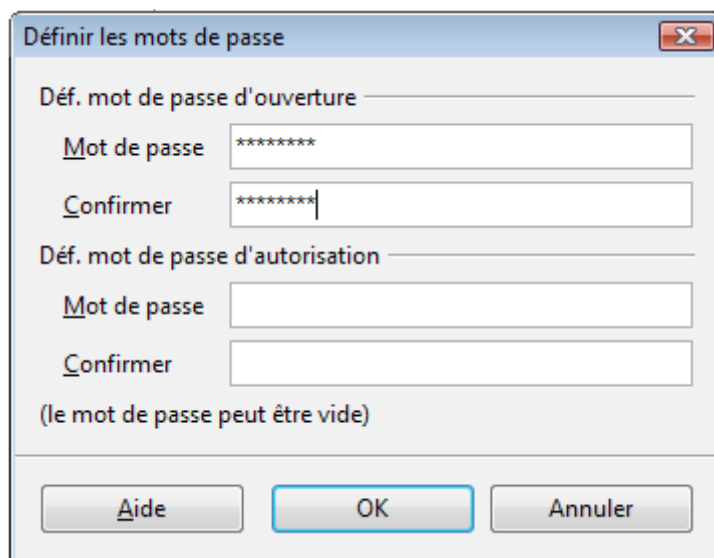 Définir les mots de passe
Déf. mot de passe d'ouverture
Mot de passe ********
Confirmer ********
Déf. mot de passe d'autorisation
Mot de passe
Confirmer
(le mot de passe peut être vide)
Aide OK Annuler